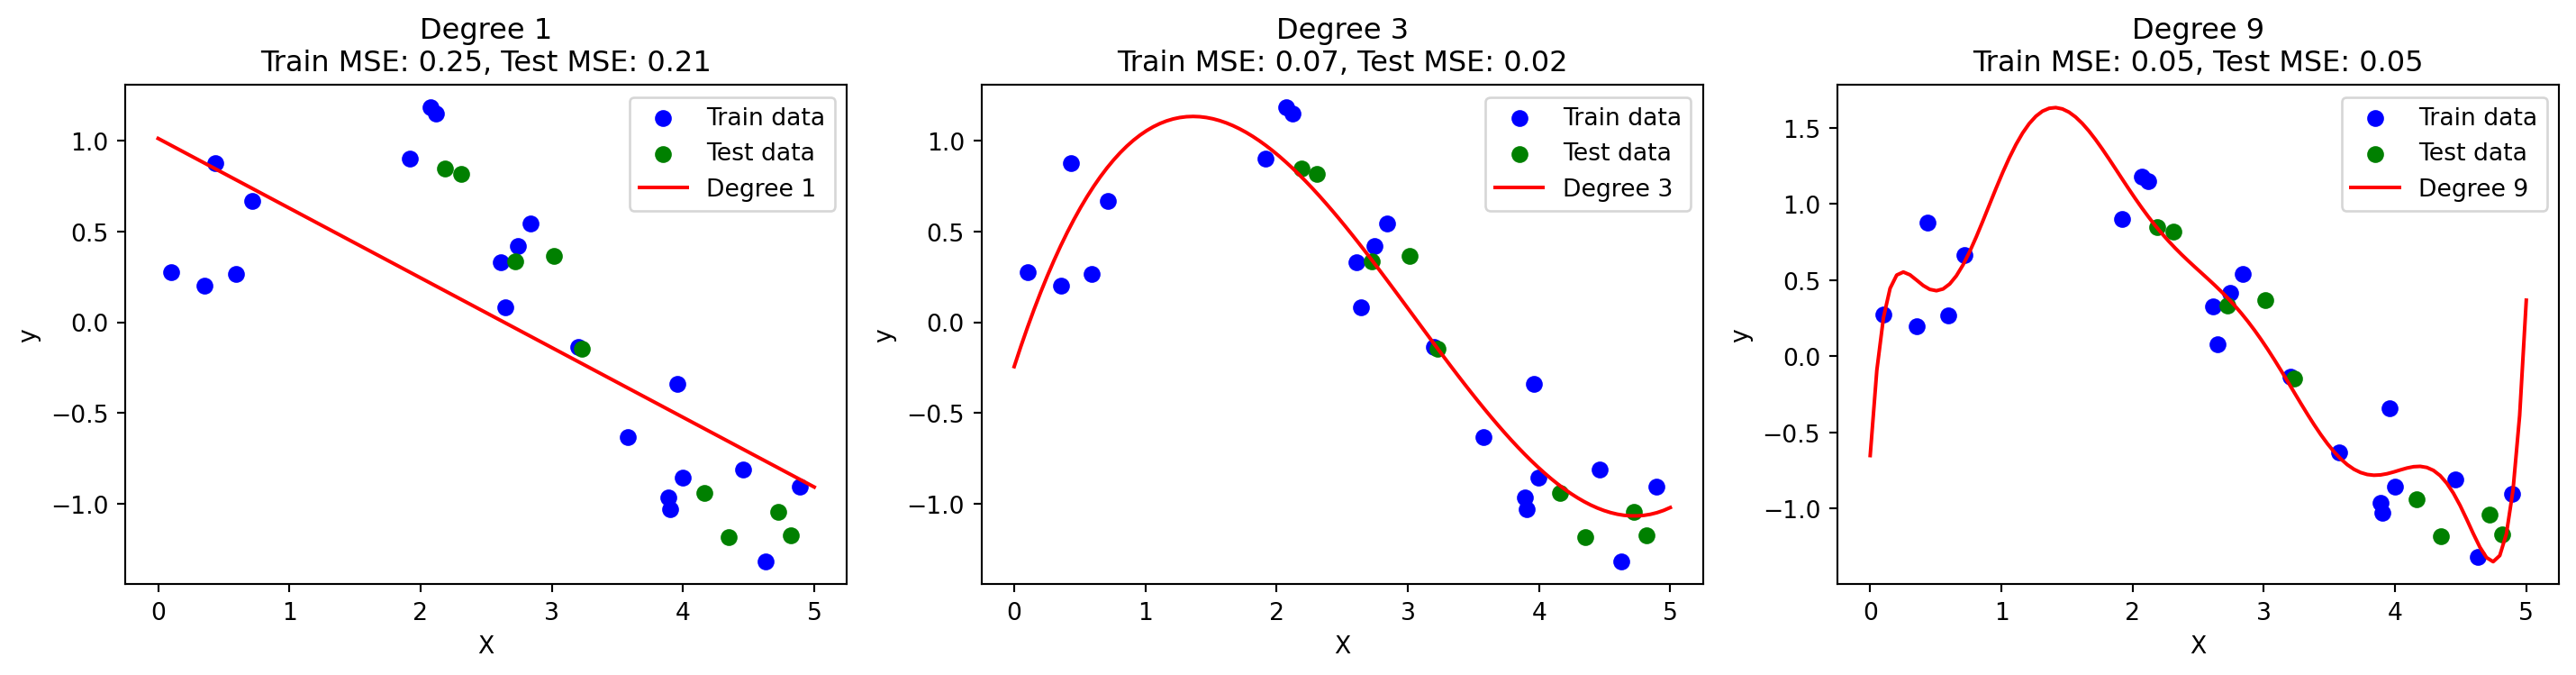 Degree 1
Train MSE: 0.25, Test MSE: 0.21
Train data
Test data
Degree 1
1.0
0.5
0.0
−0.5
−1.0
y
0 1 2 3 4 5
X
Degree 3
Train MSE: 0.07, Test MSE: 0.02
Train data
Test data
Degree 3
1.0
0.5
0.0
−0.5
−1.0
y
0 1 2 3 4 5
X
Degree 9
Train MSE: 0.05, Test MSE: 0.05
Train data
Test data
Degree 9
1.5
1.0
0.5
0.0
−0.5
−1.0
y
0 1 2 3 4 5
X